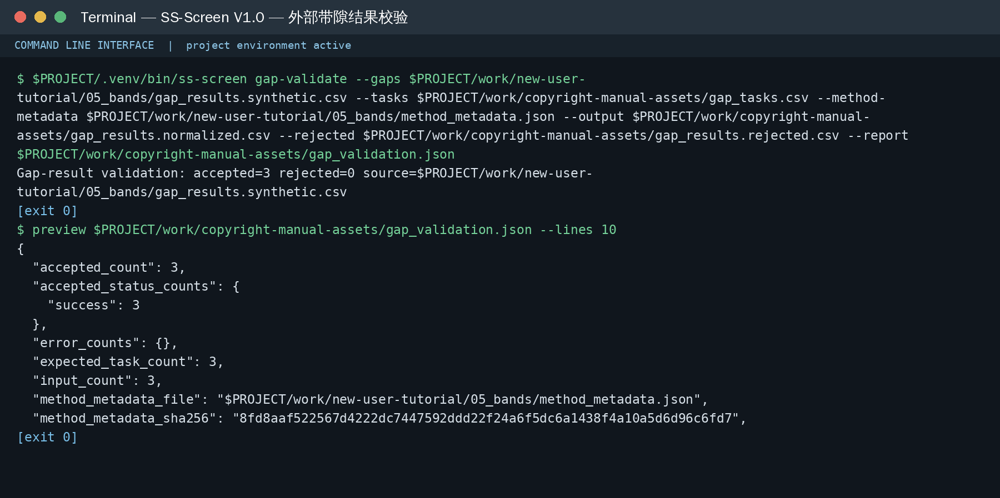 Terminal — SS-Screen V1.0 — 外部带隙结果校验
COMMAND LINE INTERFACE | project environment active
$ $PROJECT/.venv/bin/ss-screen gap-validate --gaps $PROJECT/work/new-user-
tutorial/05_bands/gap_results.synthetic.csv --tasks $PROJECT/work/copyright-manual-assets/gap_tasks.csv --method-
metadata $PROJECT/work/new-user-tutorial/05_bands/method_metadata.json --output $PROJECT/work/copyright-manual-
assets/gap_results.normalized.csv --rejected $PROJECT/work/copyright-manual-assets/gap_results.rejected.csv --report
$PROJECT/work/copyright-manual-assets/gap_validation.json
Gap-result validation: accepted=3 rejected=0 source=$PROJECT/work/new-user-
tutorial/05_bands/gap_results.synthetic.csv
[exit 0]
$ preview $PROJECT/work/copyright-manual-assets/gap_validation.json --lines 10
{
  "accepted_count": 3,
  "accepted_status_counts": {
    "success": 3
  },
  "error_counts": {},
  "expected_task_count": 3,
  "input_count": 3,
  "method_metadata_file": "$PROJECT/work/new-user-tutorial/05_bands/method_metadata.json",
  "method_metadata_sha256": "8fd8aaf522567d4222dc7447592ddd22f24a6f5dc6a1438f4a10a5d6d96c6fd7",
[exit 0]